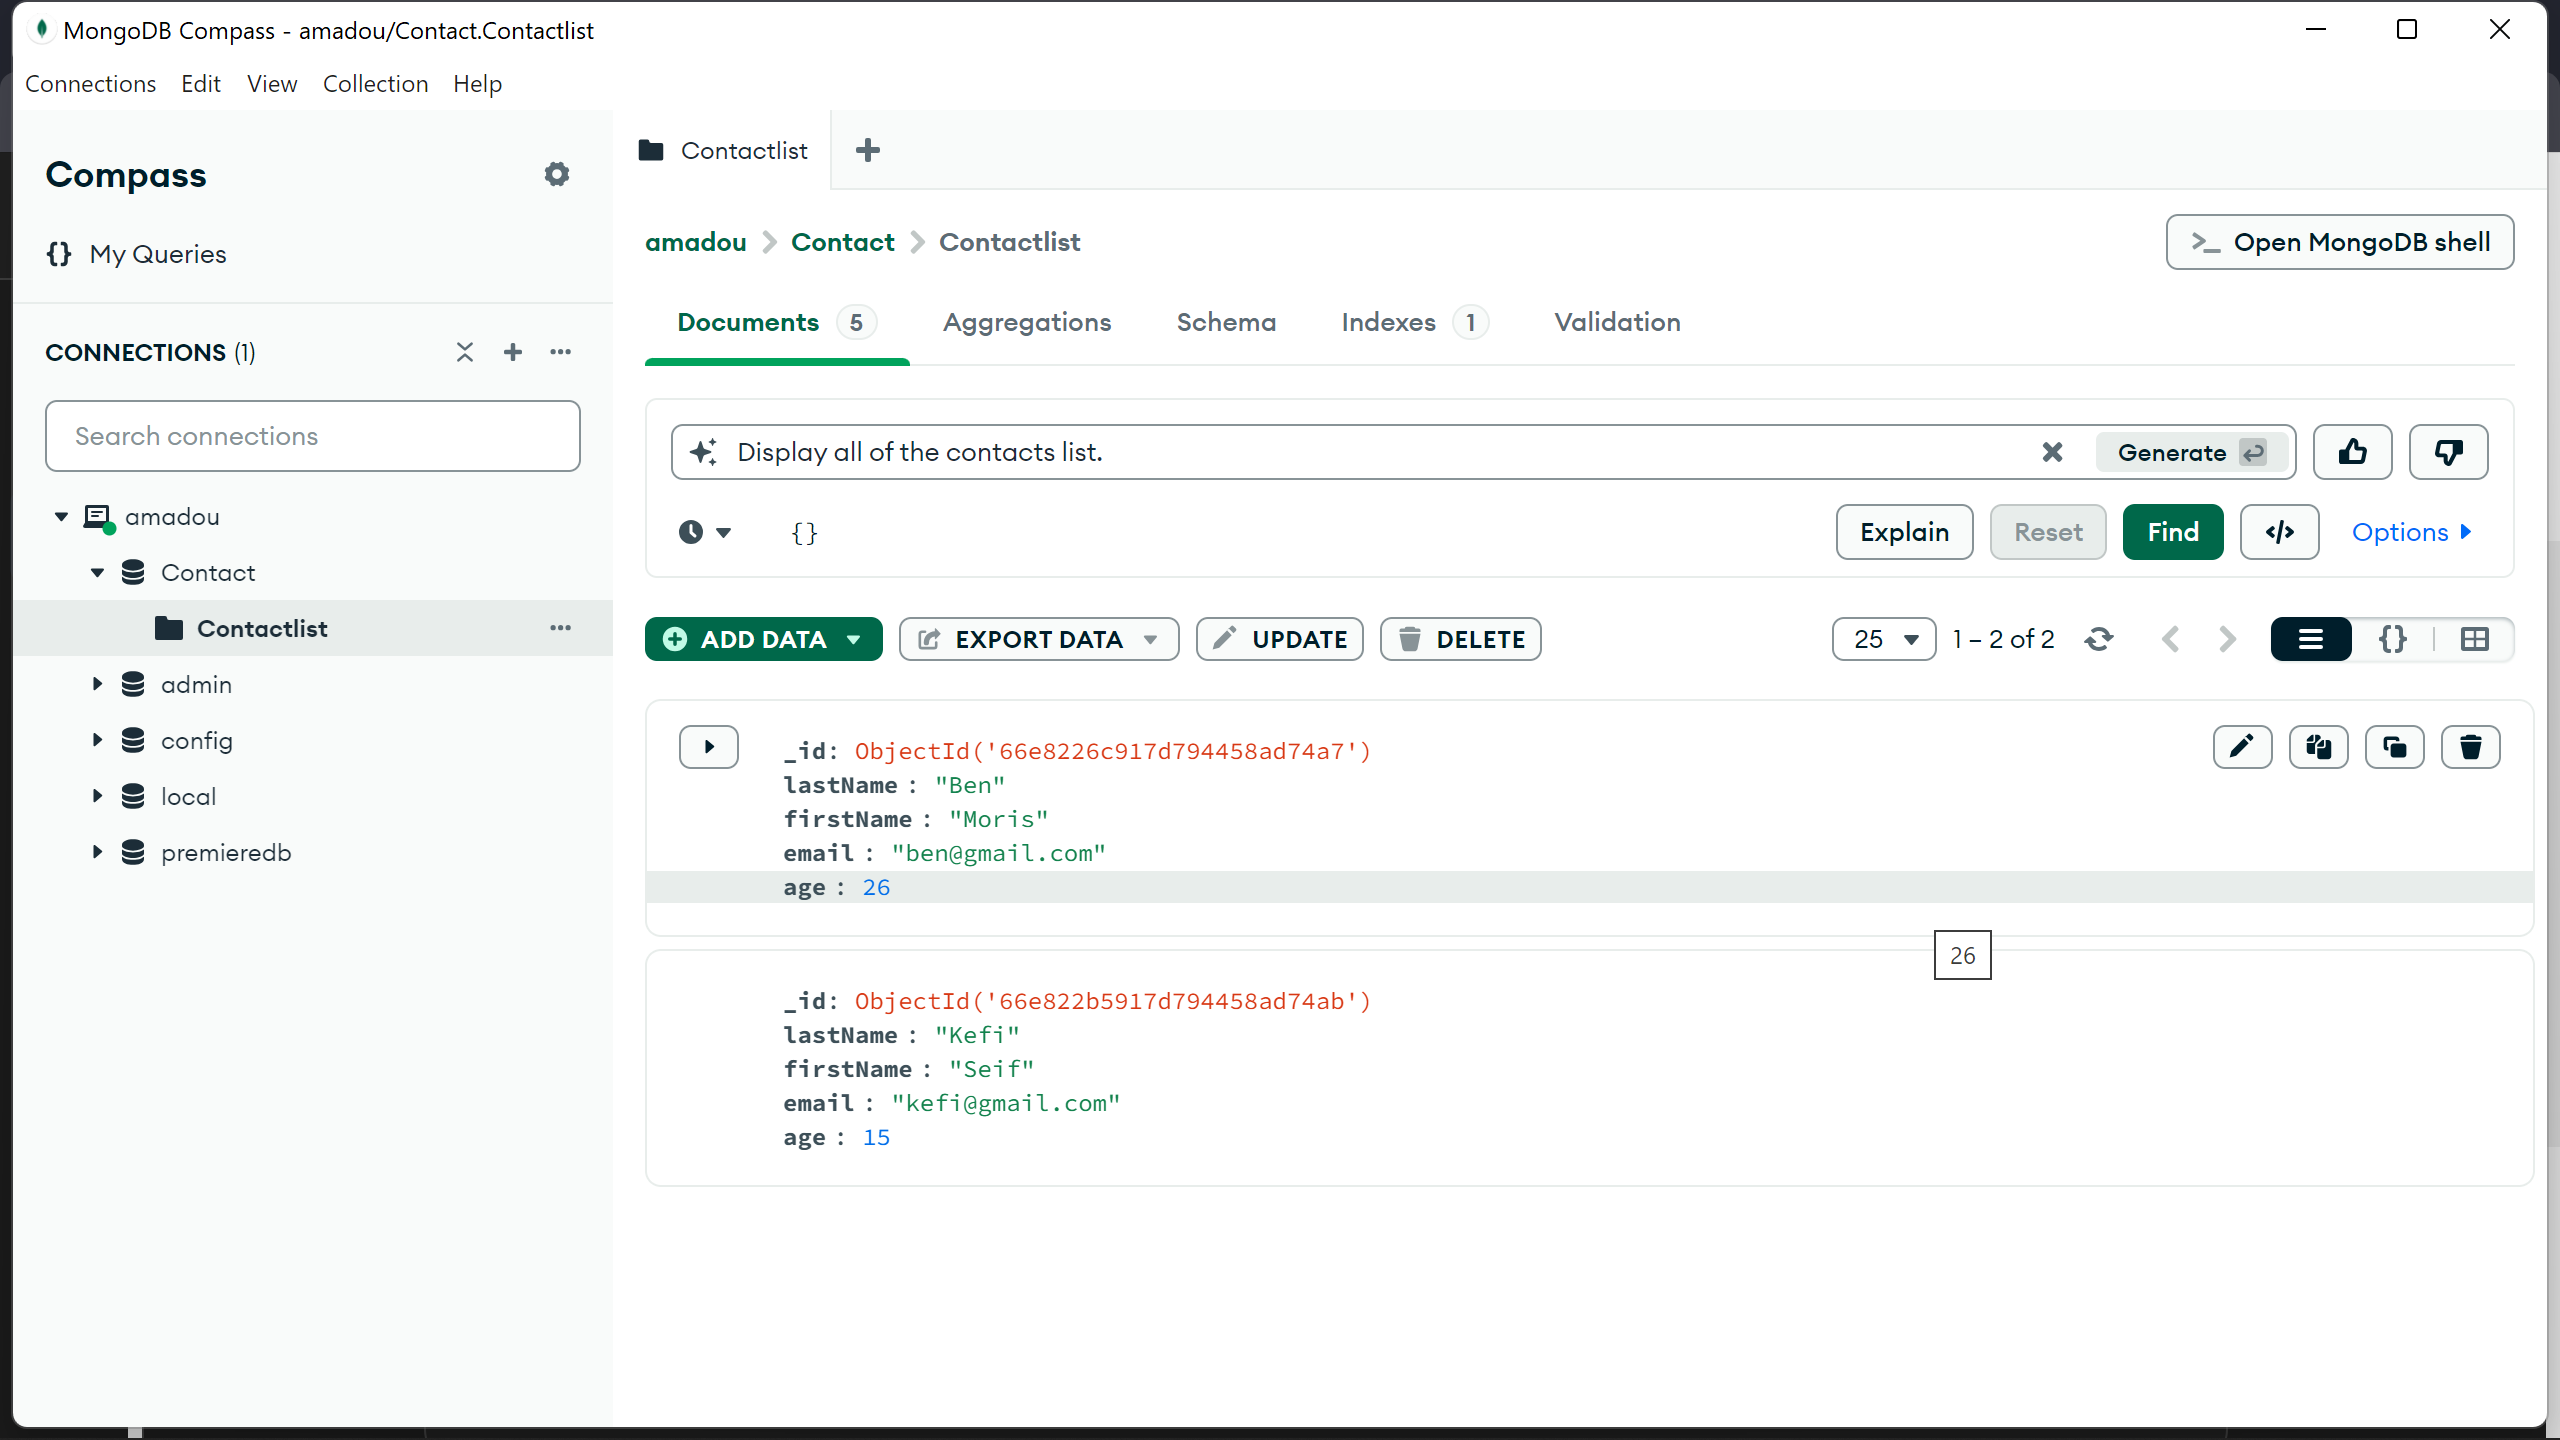 MongoDB Compass - amadou/Contact.Contactlist
Connections Edit View Collection Help
Compass
{} My Queries
CONNECTIONS (1)
Search connections
amadou
Contact
Contactlist
admin
config
local
premieredb
Contactlist
amadou > Contact > Contactlist
>_ Open MongoDB shell
Documents 5 Aggregations Schema Indexes 1 Validation
Display all of the contacts list.
Generate
{}
Explain Reset Find </> Options
ADD DATA EXPORT DATA UPDATE DELETE
25 1 – 2 of 2 {}
_id: ObjectId('66e8226c917d794458ad74a7')
lastName : "Ben"
firstName : "Moris"
email : "ben@gmail.com"
age : 26
26
_id: ObjectId('66e822b5917d794458ad74ab')
lastName : "Kefi"
firstName : "Seif"
email : "kefi@gmail.com"
age : 15